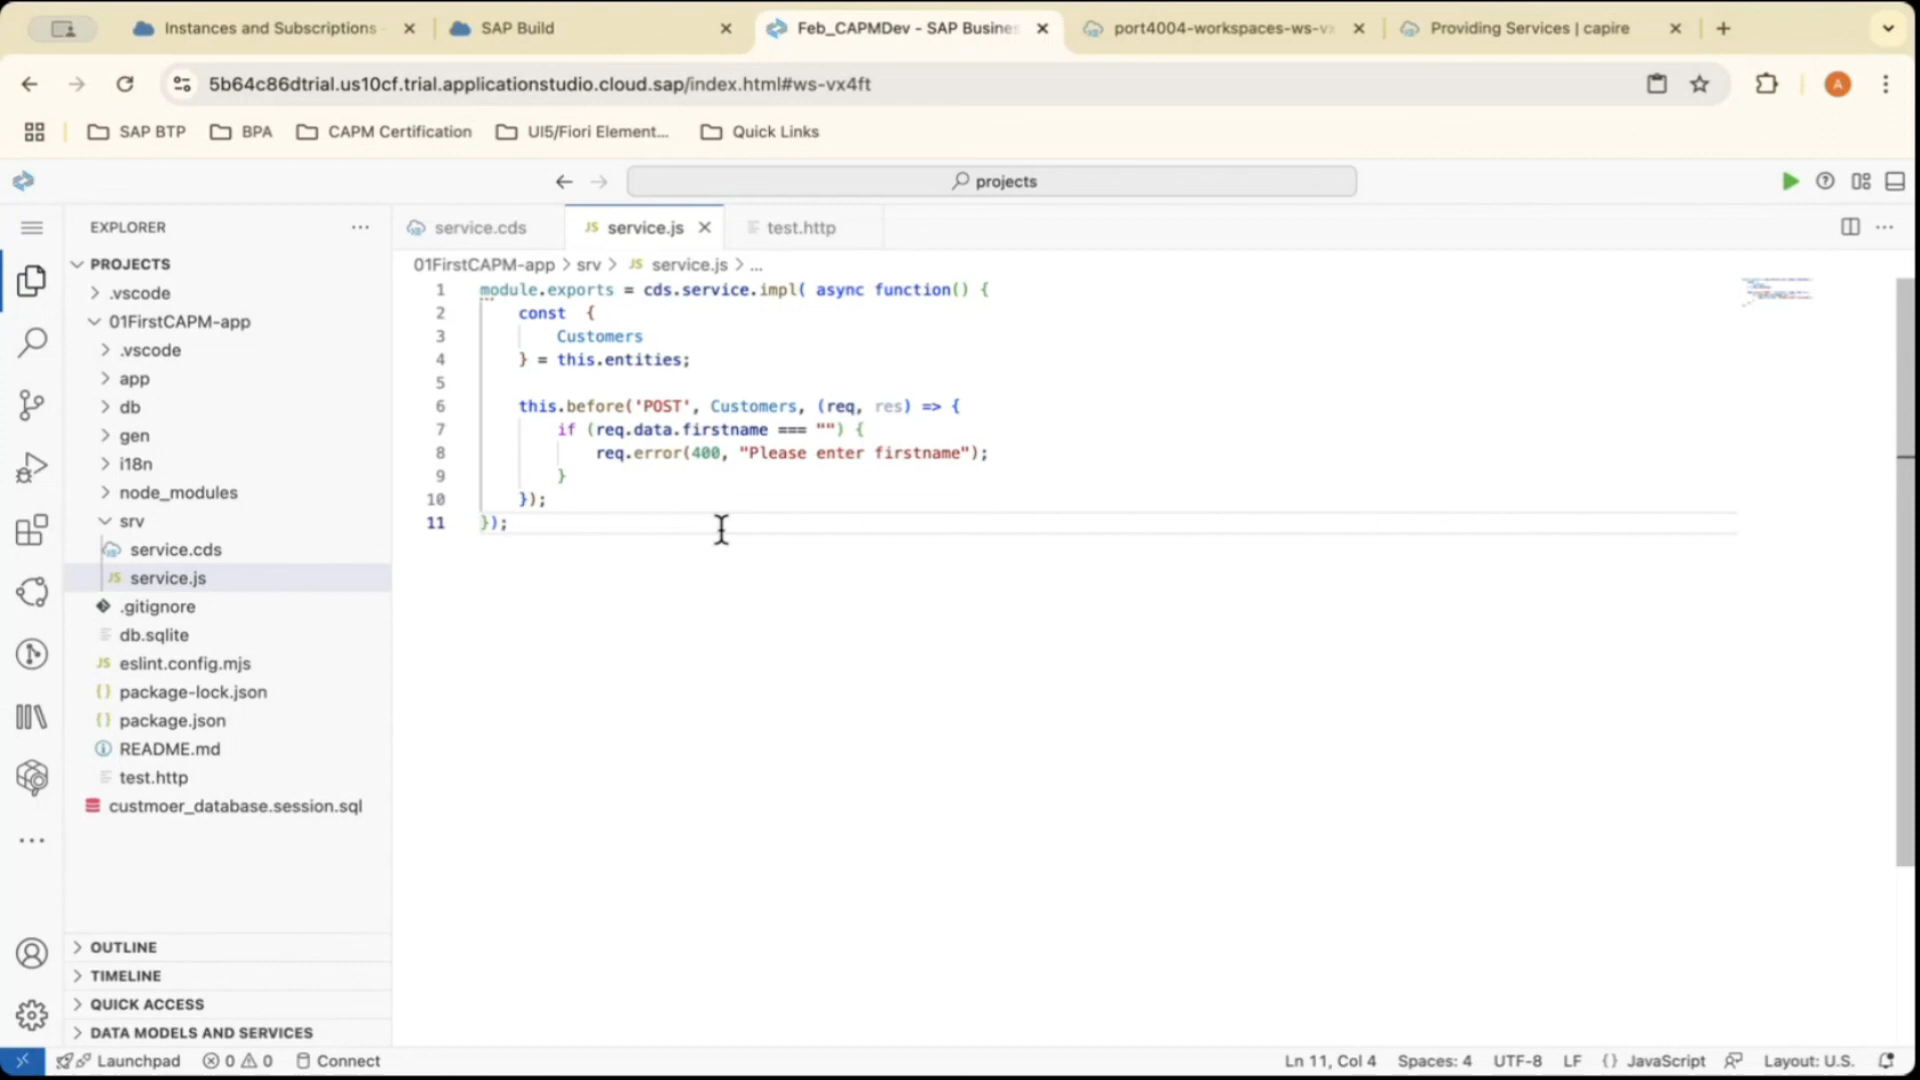 Instances and Subscriptions -
SAP Build
Feb_CAPMDev - SAP Busine
port4004-workspaces-ws-vx
Providing Services | capire
5b64c86dtrial.us10cf.trial.applicationstudio.cloud.sap/index.html#ws-vx4ft
A
SAP BTP
BPA
CAPM Certification
UI5/Fiori Element...
Quick Links
projects
EXPLORER
PROJECTS
.vscode
01FirstCAPM-app
.vscode
app
db
gen
i18n
node_modules
srv
service.cds
JS service.js
.gitignore
db.sqlite
JS eslint.config.mjs
{} package-lock.json
{} package.json
README.md
test.http
custmoer_database.session.sql
OUTLINE
TIMELINE
QUICK ACCESS
DATA MODELS AND SERVICES
service.cds
JS service.js
test.http
01FirstCAPM-app > srv > JS service.js > ...
1 module.exports = cds.service.impl( async function() {
2 const {
3 Customers
4 } = this.entities;
5
6 this.before('POST', Customers, (req, res) => {
7 if (req.data.firstname === "") {
8 req.error(400, "Please enter firstname");
9 }
10 });
11 });
Launchpad
0
0
Connect
Ln 11, Col 4
Spaces: 4
UTF-8
LF
{} JavaScript
Layout: U.S.